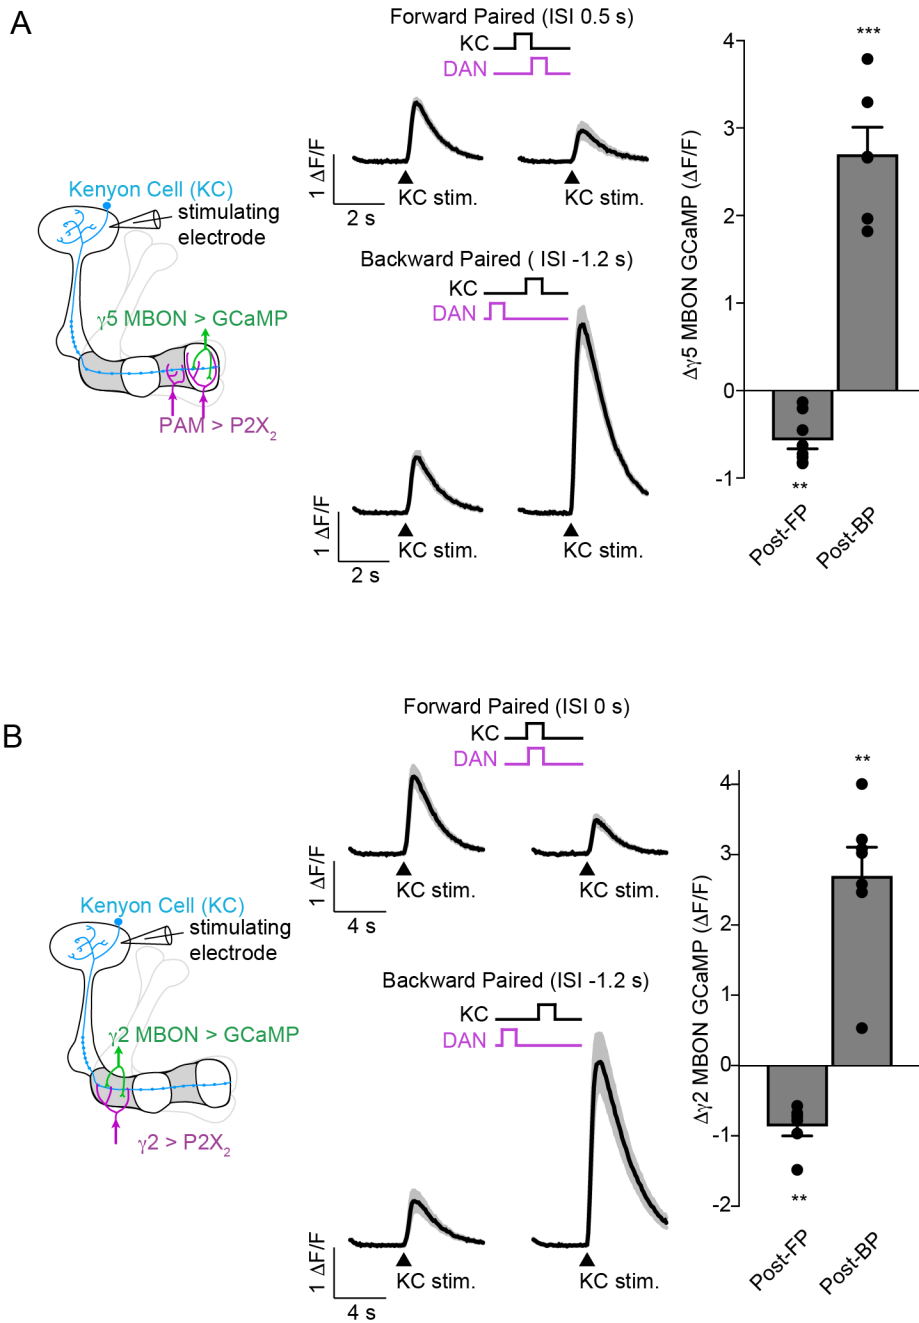 A
Forward Paired (ISI 0.5 s)
KC
DAN
1 ΔF/F
2 s
KC stim.
KC stim.
Kenyon Cell (KC)
stimulating
electrode
γ5 MBON > GCaMP
PAM > P2X₂
Backward Paired ( ISI -1.2 s)
KC
DAN
1 ΔF/F
2 s
KC stim.
KC stim.
Δγ5 MBON GCaMP (ΔF/F)
4
3
2
1
0
-1
***
**
Post-FP
Post-BP
B
Forward Paired (ISI 0 s)
KC
DAN
1 ΔF/F
4 s
KC stim.
KC stim.
Kenyon Cell (KC)
stimulating
electrode
γ2 MBON > GCaMP
γ2 > P2X₂
Backward Paired (ISI -1.2 s)
KC
DAN
1 ΔF/F
4 s
KC stim.
KC stim.
Δγ2 MBON GCaMP (ΔF/F)
4
3
2
1
0
-1
-2
**
**
Post-FP
Post-BP